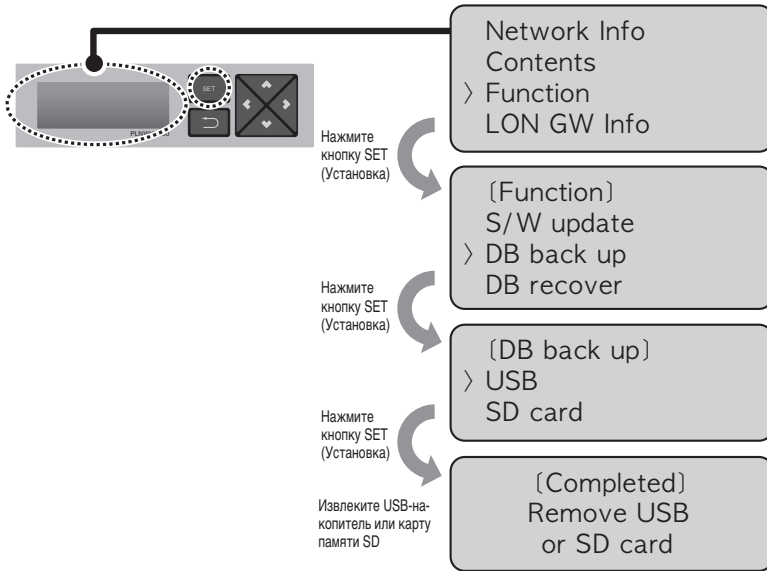 Network Info
Contents
〉Function
LON GW Info
SET
Нажмите
кнопку SET
(Установка)
〔Function〕
S/W update
〉DB back up
DB recover
Нажмите
кнопку SET
(Установка)
〔DB back up〕
〉USB
SD card
Нажмите
кнопку SET
(Установка)
Извлеките USB-на-
копитель или карту
памяти SD
〔Completed〕
Remove USB
or SD card